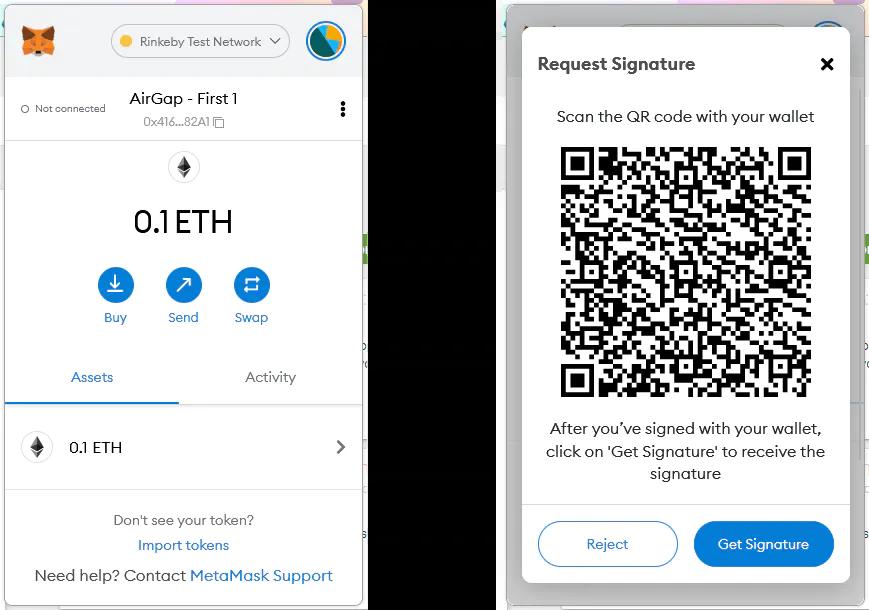 Rinkeby Test Network
Not connected
AirGap - First 1
0x416...82A1
0.1 ETH
Buy
Send
Swap
Assets
Activity
0.1 ETH
Don't see your token?
Import tokens
Need help? Contact MetaMask Support
Request Signature
Scan the QR code with your wallet
After you’ve signed with your wallet,
click on 'Get Signature' to receive the
signature
Reject
Get Signature